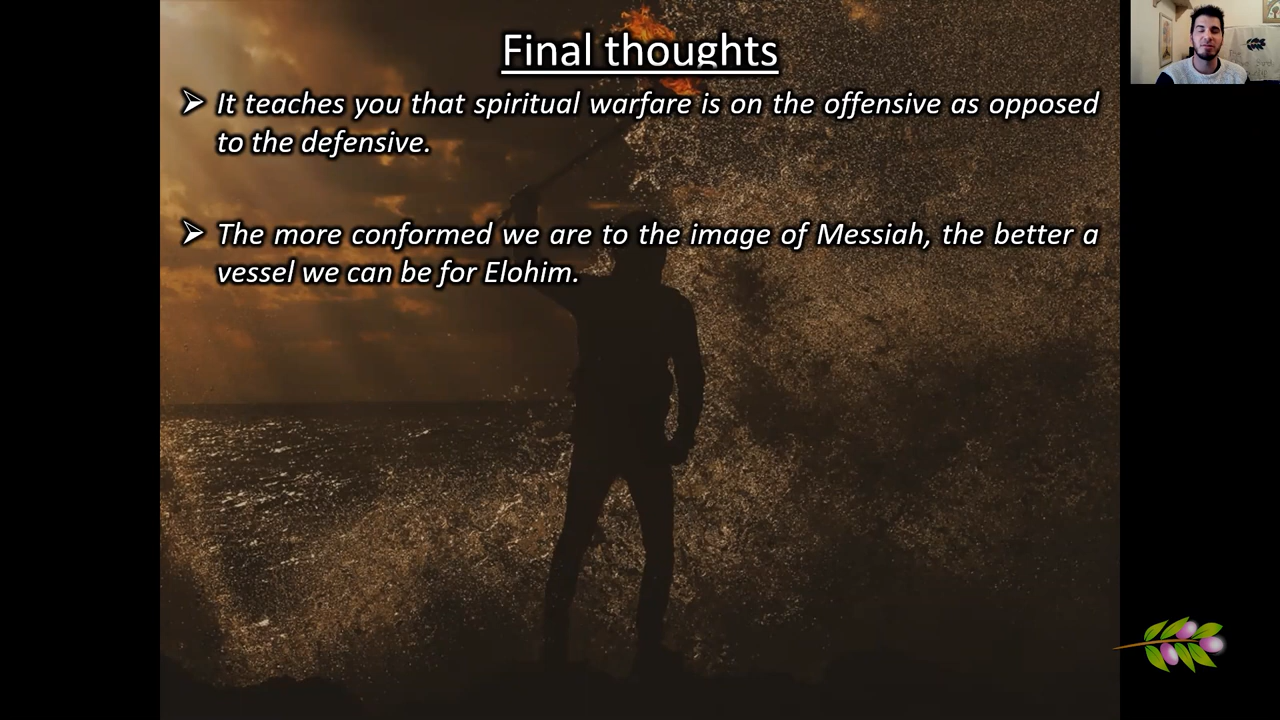 Final thoughts
It teaches you that spiritual warfare is on the offensive as opposed
to the defensive.
The more conformed we are to the image of Messiah, the better a
vessel we can be for Elohim.